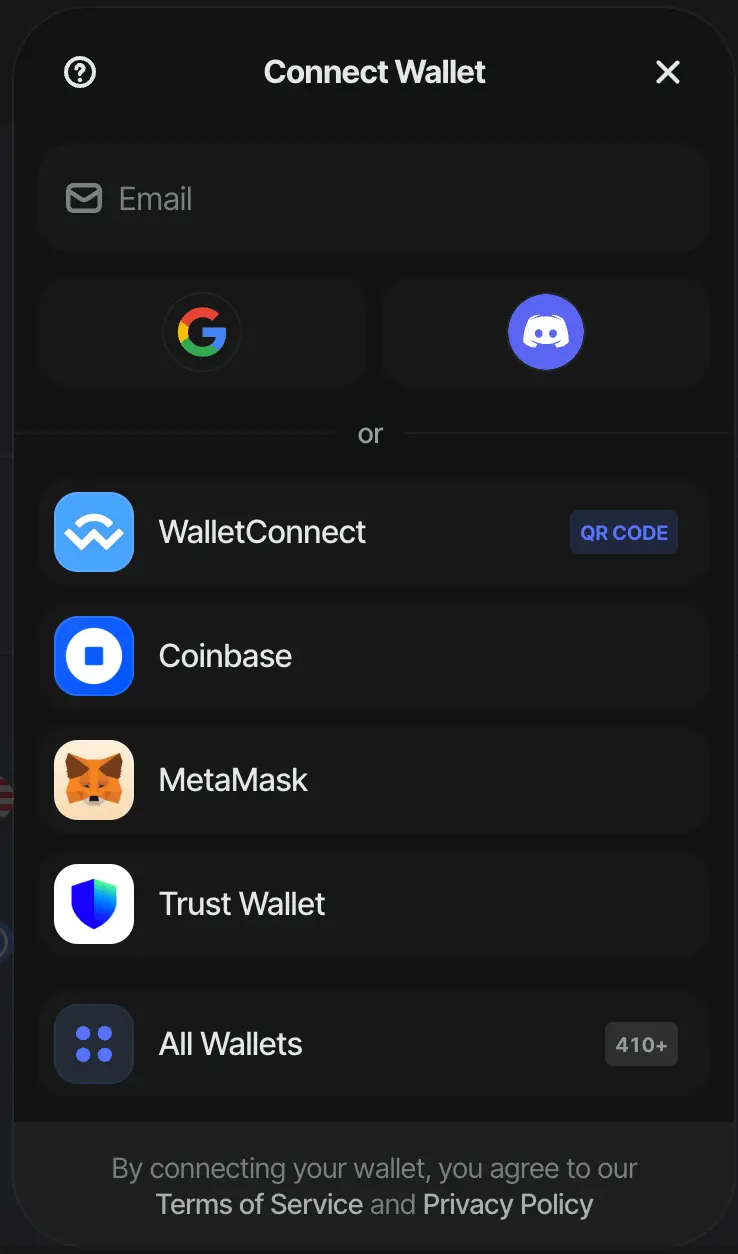 Connect Wallet
Email
or
WalletConnect QR CODE
Coinbase
MetaMask
Trust Wallet
All Wallets 410+
By connecting your wallet, you agree to our
Terms of Service and Privacy Policy